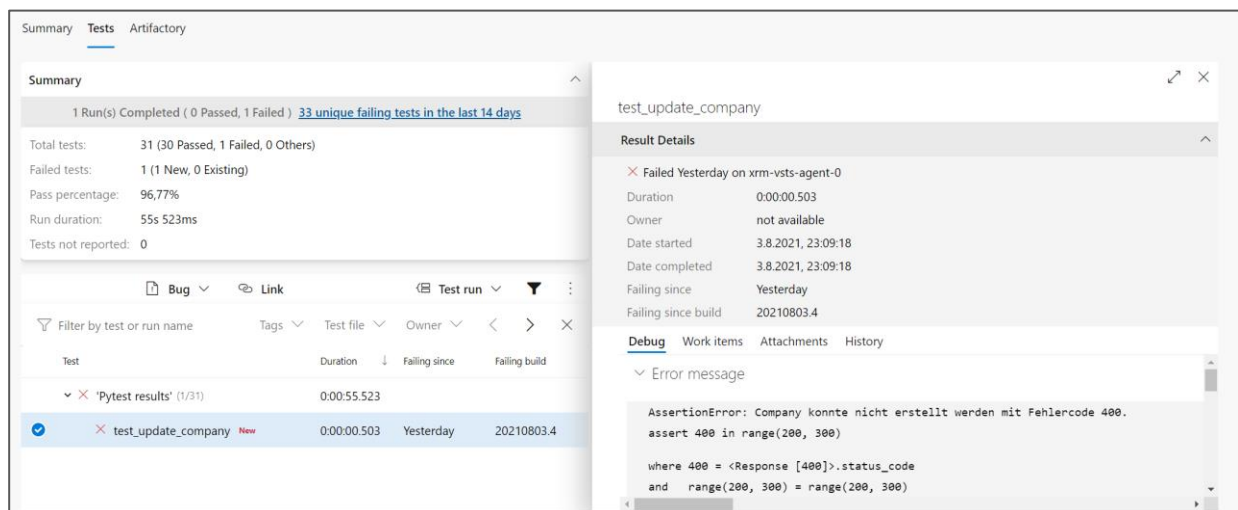 Summary Tests Artifactory
Summary
1 Run(s) Completed ( 0 Passed, 1 Failed ) 33 unique failing tests in the last 14 days
Total tests: 31 (30 Passed, 1 Failed, 0 Others)
Failed tests: 1 (1 New, 0 Existing)
Pass percentage: 96,77%
Run duration: 55s 523ms
Tests not reported: 0
Bug Link Test run
Filter by test or run name Tags Test file Owner
Test Duration Failing since Failing build
'Pytest results' (1/31) 0:00:55.523
test_update_company New 0:00:00.503 Yesterday 20210803.4
test_update_company
Result Details
Failed Yesterday on xrm-vsts-agent-0
Duration 0:00:00.503
Owner not available
Date started 3.8.2021, 23:09:18
Date completed 3.8.2021, 23:09:18
Failing since Yesterday
Failing since build 20210803.4
Debug Work items Attachments History
Error message
AssertionError: Company konnte nicht erstellt werden mit Fehlercode 400.
assert 400 in range(200, 300)
where 400 = <Response [400]>.status_code
and range(200, 300) = range(200, 300)